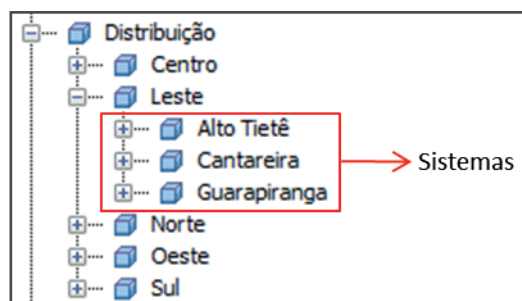 Distribuição
Centro
Leste
Alto Tietê
Cantareira
Sistemas
Guarapiranga
Norte
Oeste
Sul